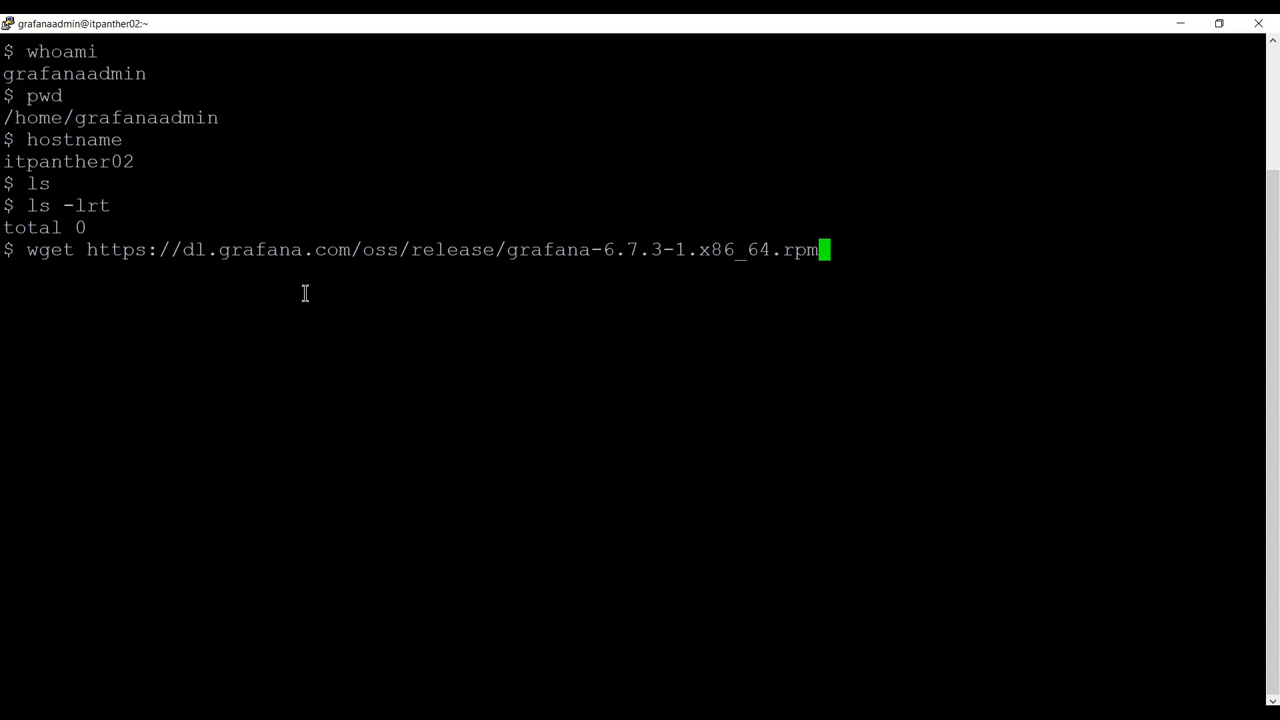 grafanaadmin@itpanther02:~
$ whoami
grafanaadmin
$ pwd
/home/grafanaadmin
$ hostname
itpanther02
$ ls
$ ls -lrt
total 0
$ wget https://dl.grafana.com/oss/release/grafana-6.7.3-1.x86_64.rpm